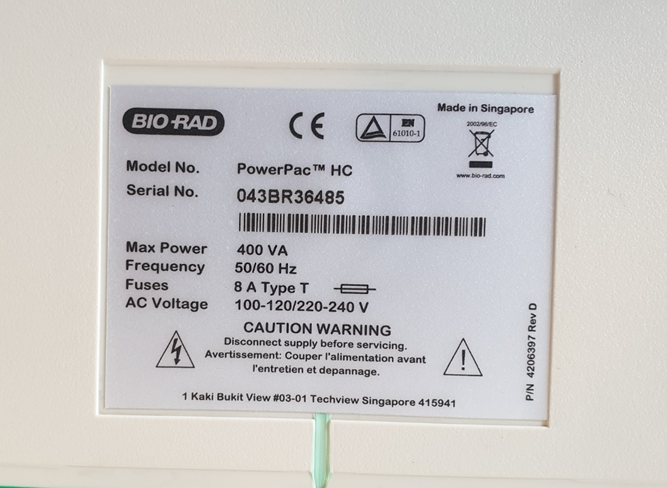 BIO-RAD
CE
EN
61010-1
Made in Singapore
2002/96/EC
www.bio-rad.com
Model No. PowerPac™ HC
Serial No. 043BR36485
Max Power 400 VA
Frequency 50/60 Hz
Fuses 8 A Type T
AC Voltage 100-120/220-240 V
CAUTION WARNING
Disconnect supply before servicing.
Avertissement: Couper l'alimentation avant
l'entretien et depannage.
1 Kaki Bukit View #03-01 Techview Singapore 415941
P/N 4206397 Rev D